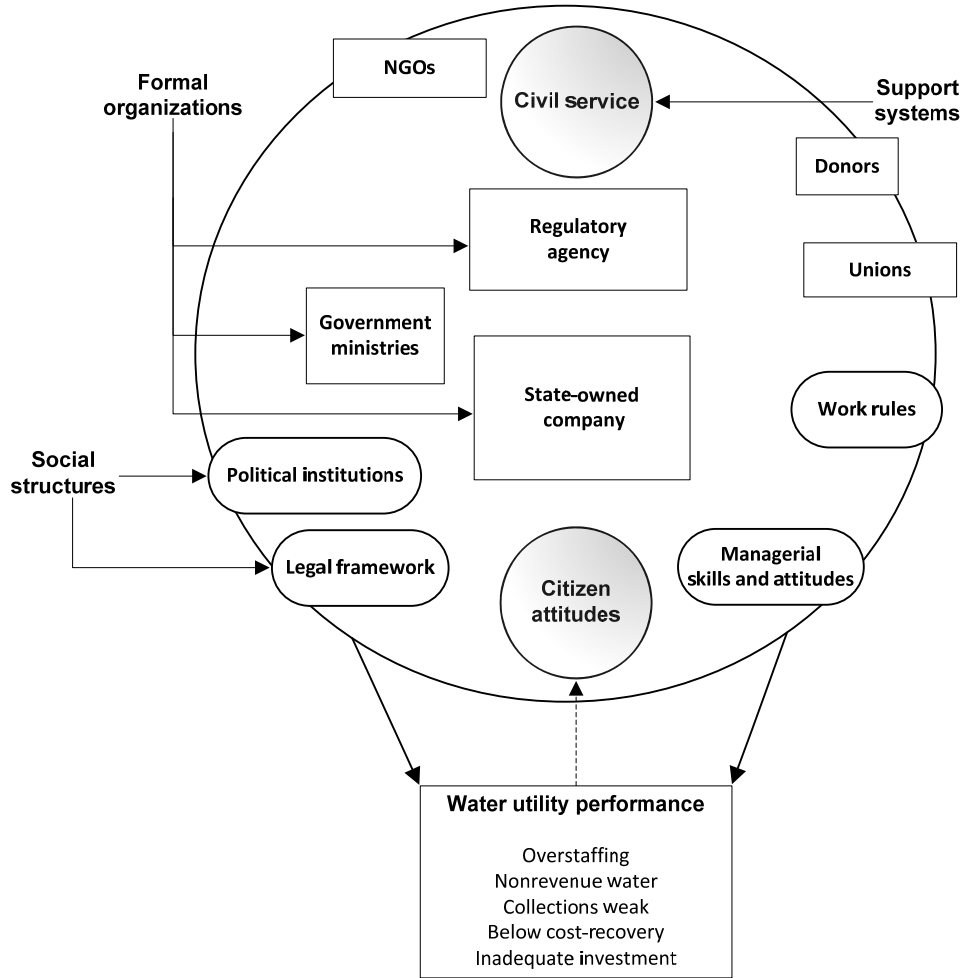 NGOs
Formal
organizations
Civil service
Support
systems
Donors
Regulatory
agency
Unions
Government
ministries
State-owned
company
Work rules
Social
structures
Political institutions
Legal framework
Managerial
skills and attitudes
Citizen
attitudes
Water utility performance
Overstaffing
Nonrevenue water
Collections weak
Below cost-recovery
Inadequate investment